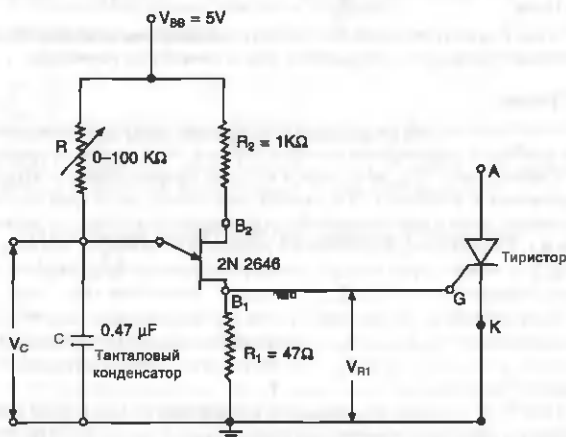 V_BB = 5V
R
0–100 KΩ
R₂ = 1KΩ
A
B₂
Тиристор
2N 2646
B₁
G
K
V_C
C
0.47 µF
Танталовый
конденсатор
R₁ = 47Ω
V_R1